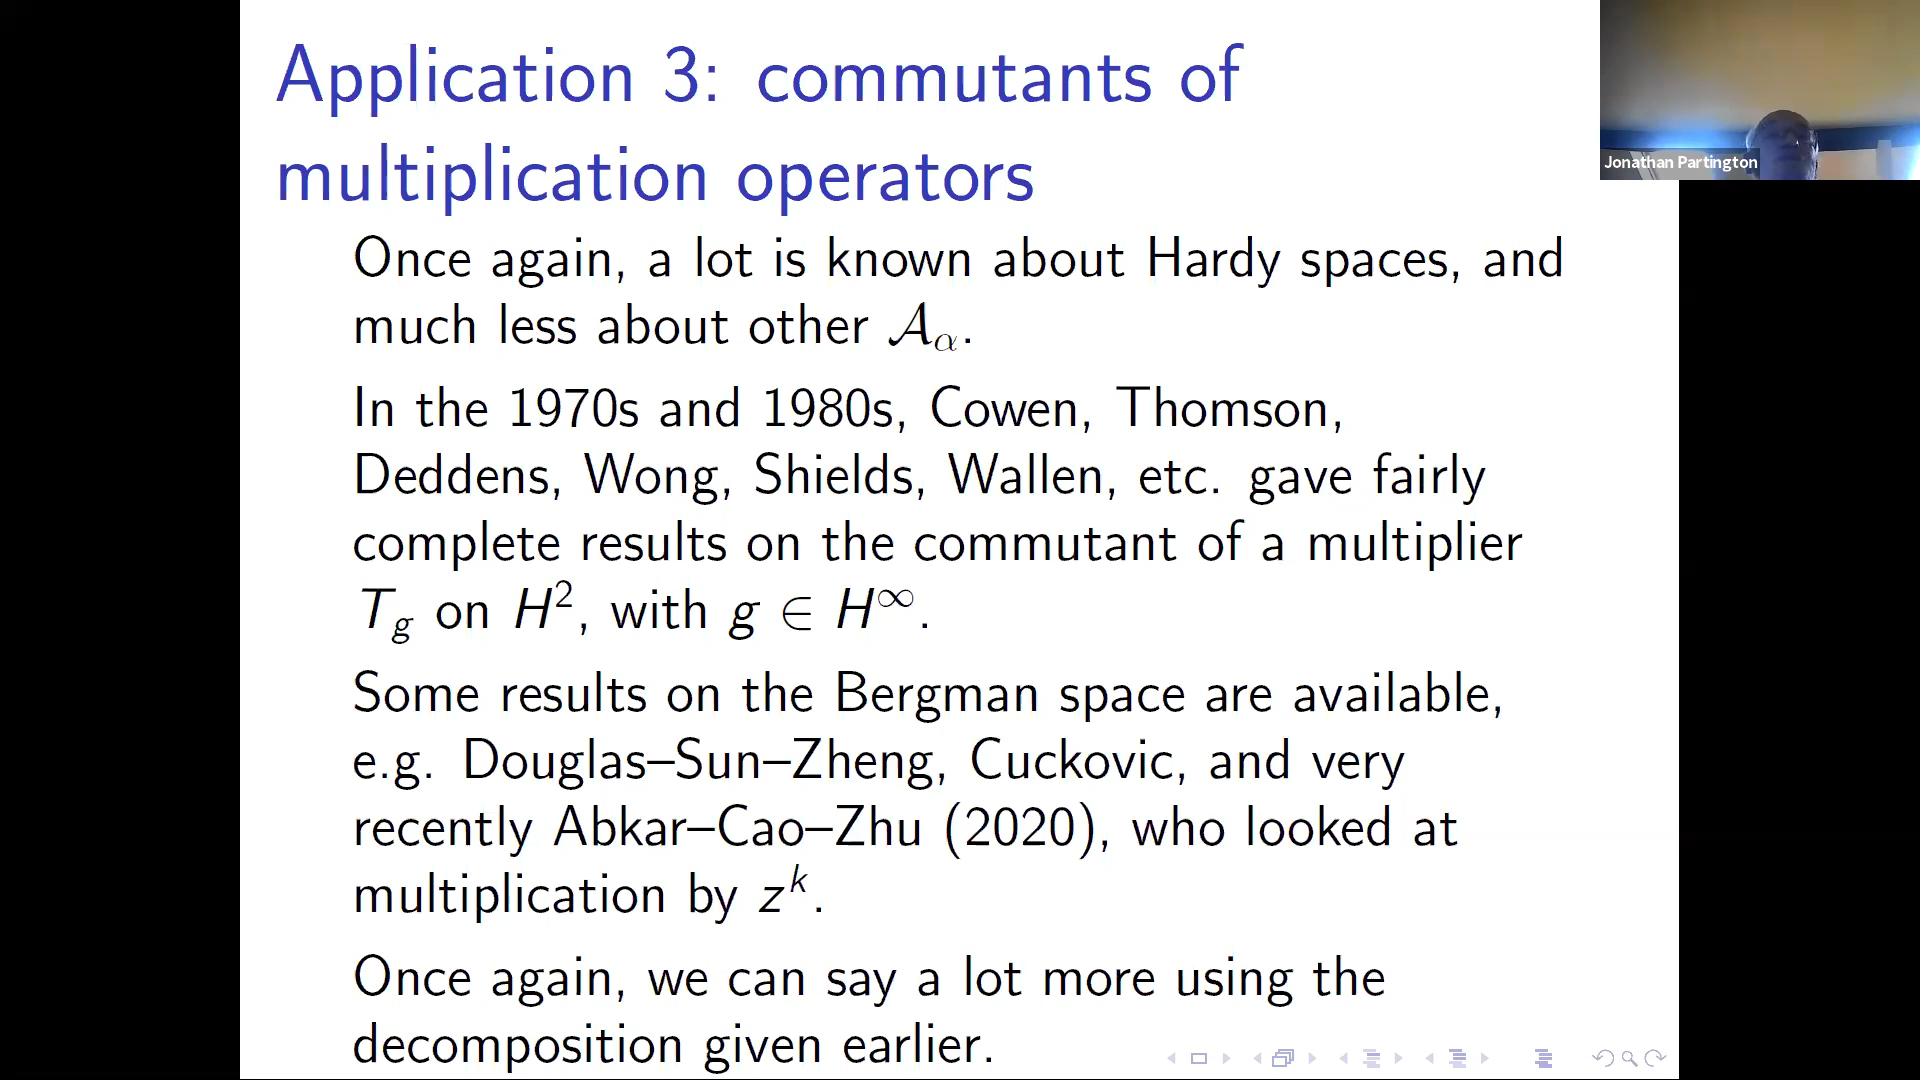 Application 3: commutants of
multiplication operators
Jonathan Partington
Once again, a lot is known about Hardy spaces, and
much less about other 𝒜_α.
In the 1970s and 1980s, Cowen, Thomson,
Deddens, Wong, Shields, Wallen, etc. gave fairly
complete results on the commutant of a multiplier
T_g on H², with g ∈ H^∞.
Some results on the Bergman space are available,
e.g. Douglas–Sun–Zheng, Cuckovic, and very
recently Abkar–Cao–Zhu (2020), who looked at
multiplication by z^k.
Once again, we can say a lot more using the
decomposition given earlier.